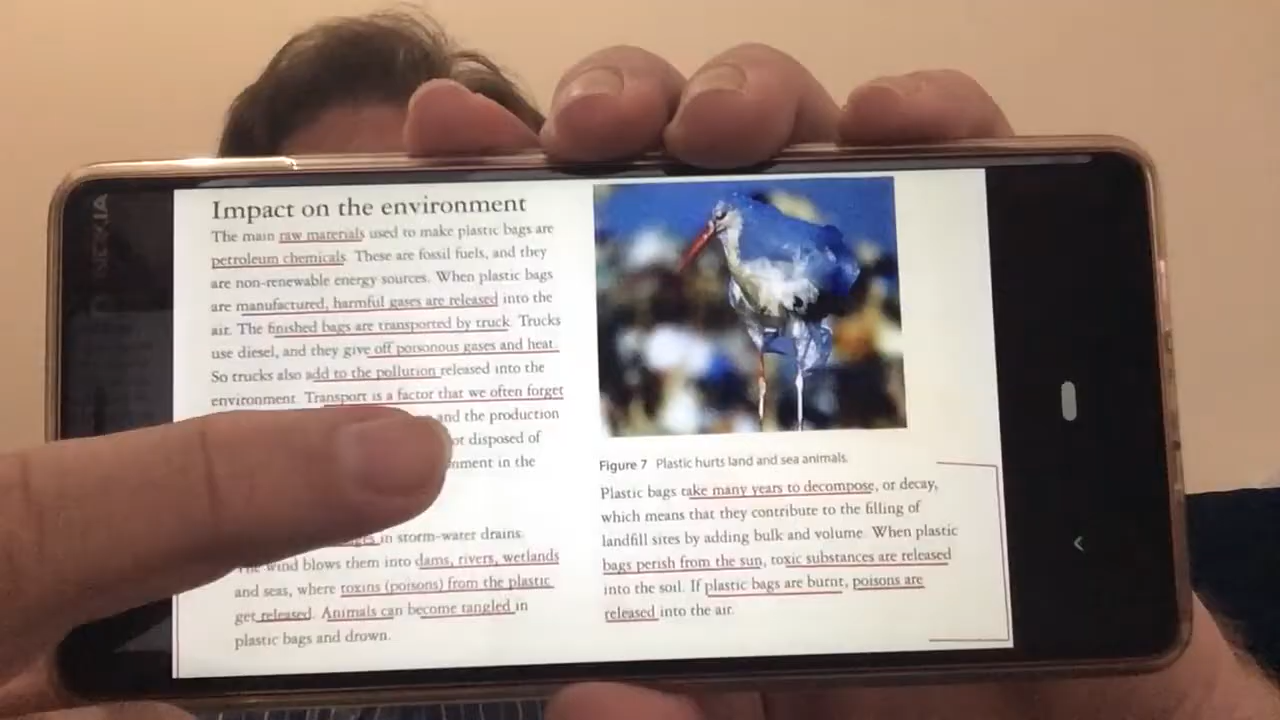 NOKIA
Impact on the environment
The main raw materials used to make plastic bags are
petroleum chemicals. These are fossil fuels, and they
are non-renewable energy sources. When plastic bags
are manufactured, harmful gases are released into the
air. The finished bags are transported by truck. Trucks
use diesel, and they give off poisonous gases and heat.
So trucks also add to the pollution released into the
environment. Transport is a factor that we often forget
and the production
disposed of
in the
in storm-water drains.
wind blows them into dams, rivers, wetlands
and seas, where toxins (poisons) from the plastic
get released. Animals can become tangled in
plastic bags and drown.
Figure 7 Plastic hurts land and sea animals.
Plastic bags take many years to decompose, or decay,
which means that they contribute to the filling of
landfill sites by adding bulk and volume. When plastic
bags perish from the sun, toxic substances are released
into the soil. If plastic bags are burnt, poisons are
released into the air.